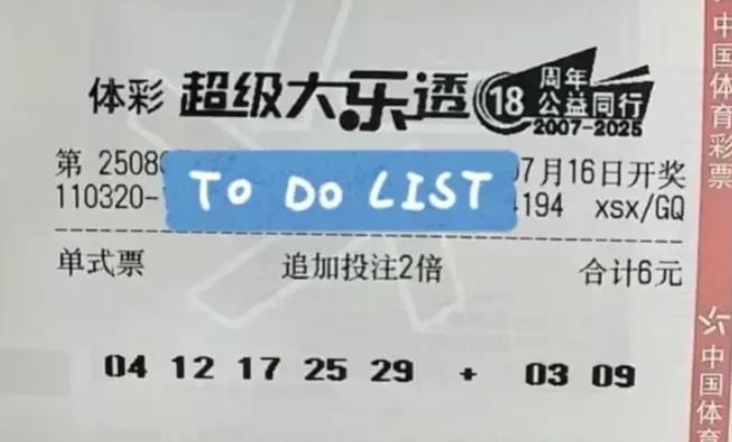 体彩 超级大乐透 18 周年 公益同行 2007-2025
第 2508
TO DO LIST
07月16日开奖
110320-
194 xsx/GQ
单式票 追加投注2倍 合计6元
04 12 17 25 29 + 03 09
中国体育彩票
中国体育